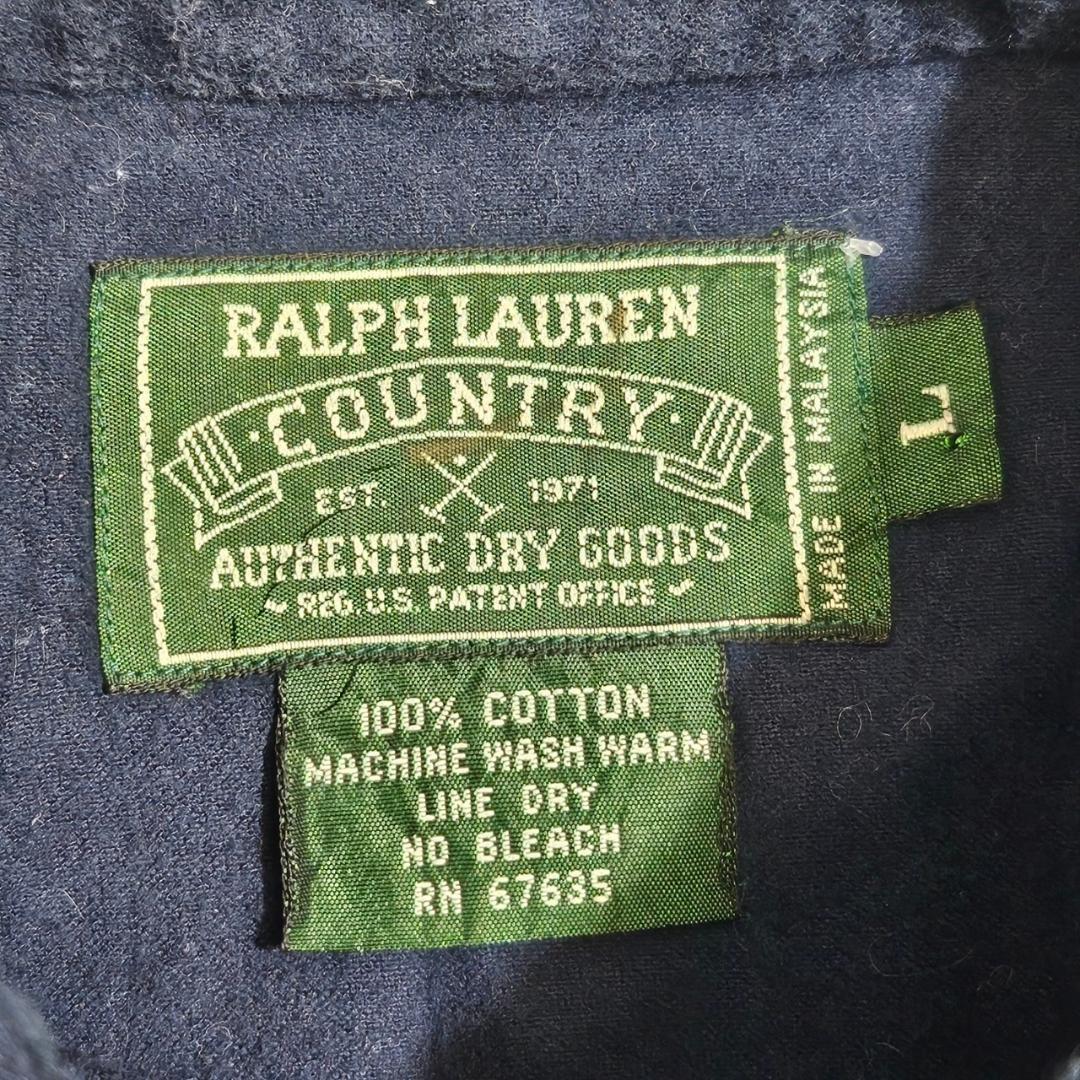 RALPH LAUREN
·COUNTRY·
EST. 1971
AUTHENTIC DRY GOODS
REG. U.S. PATENT OFFICE
MADE IN MALAYSIA
L
100% COTTON
MACHINE WASH WARM
LINE DRY
NO BLEACH
RN 67635